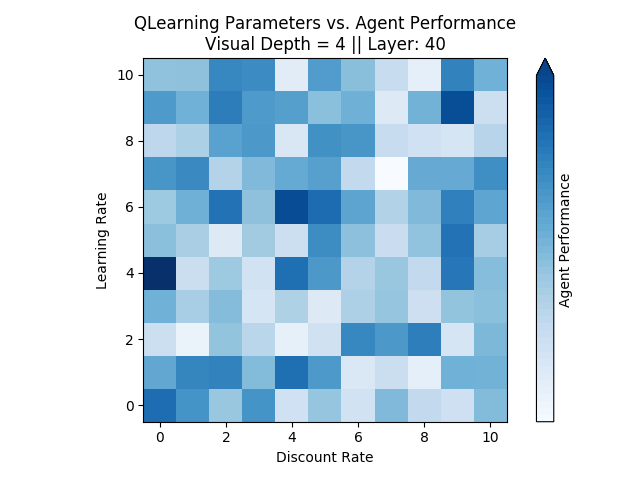 QLearning Parameters vs. Agent Performance
Visual Depth = 4 || Layer: 40
10
8
6
4
2
0
Learning Rate
0 2 4 6 8 10
Discount Rate
Agent Performance